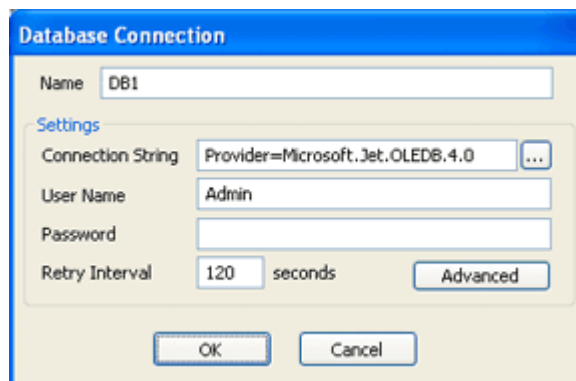 Database Connection
Name DB1
Settings
Connection String Provider=Microsoft.Jet.OLEDB.4.0 ...
User Name Admin
Password
Retry Interval 120 seconds Advanced
OK Cancel